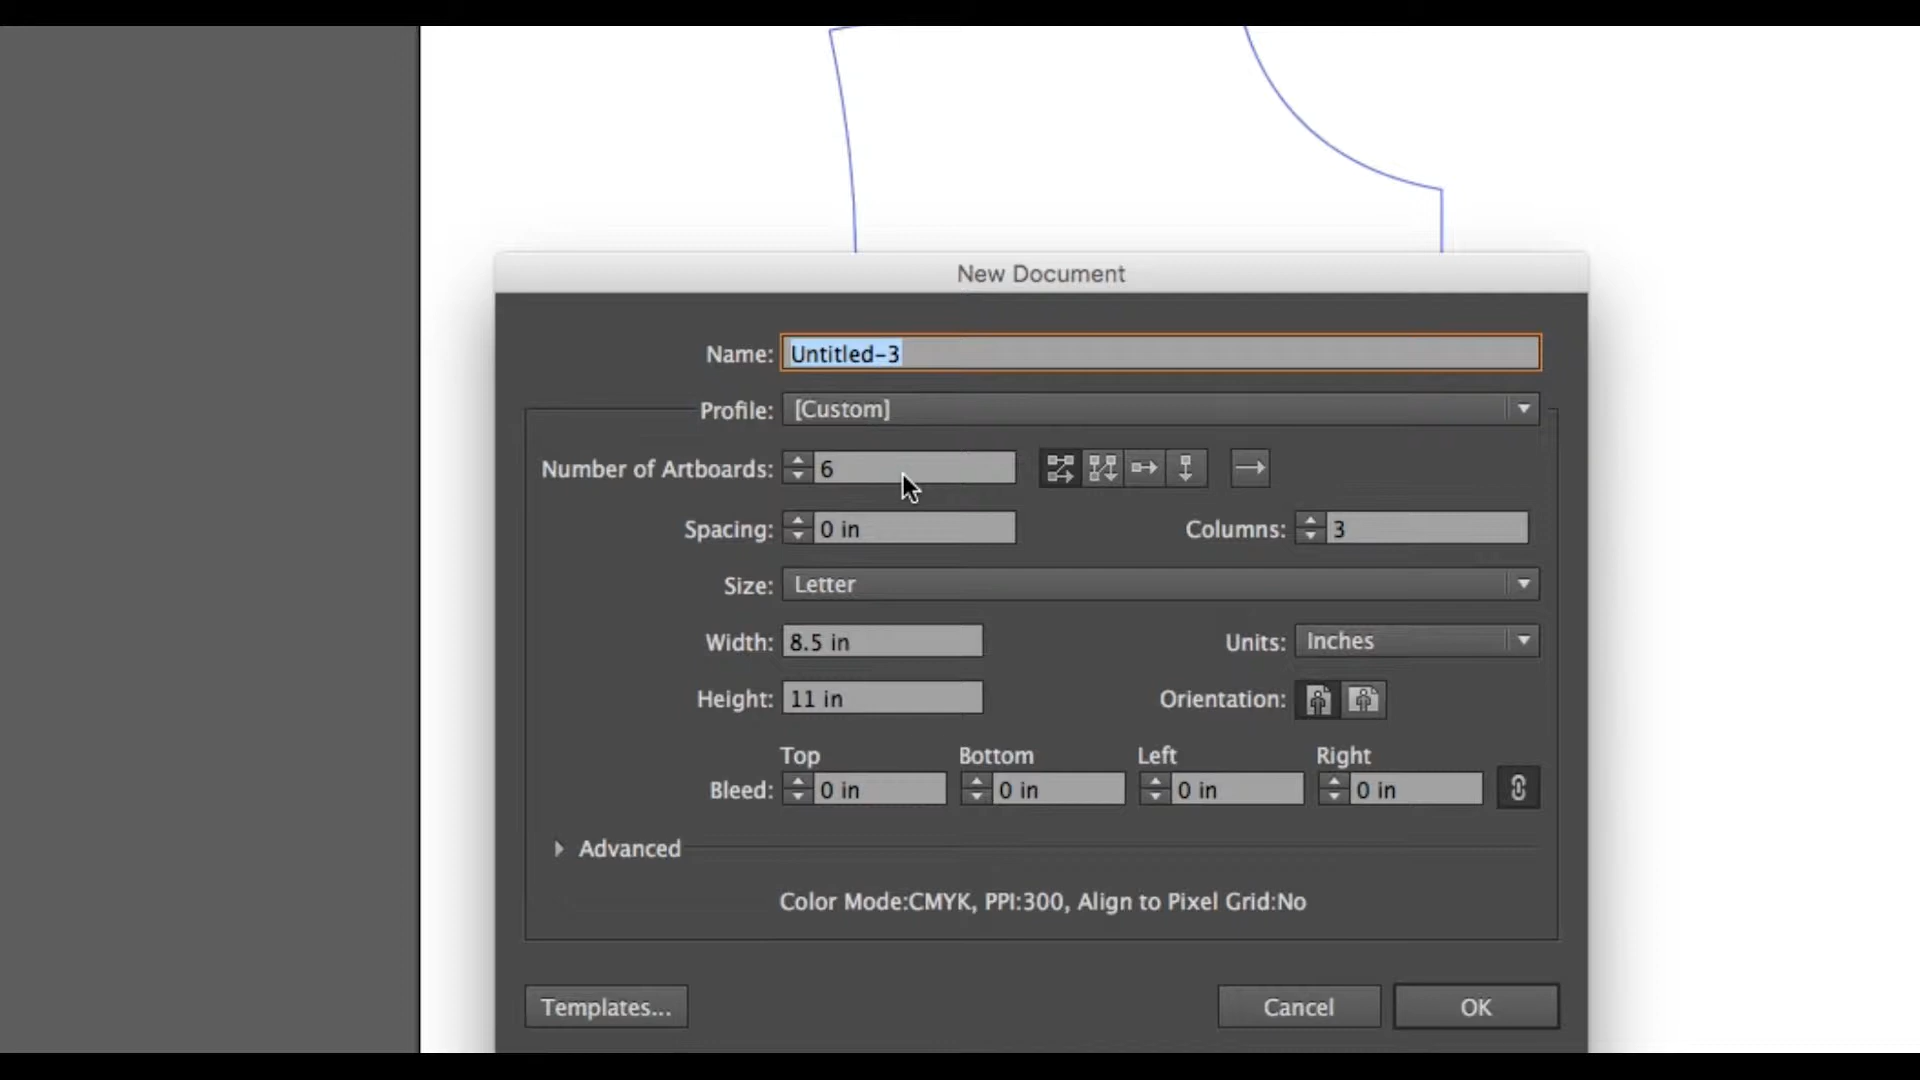 New Document
Name: Untitled-3
Profile: [Custom]
Number of Artboards: 6
Spacing: 0 in Columns: 3
Size: Letter
Width: 8.5 in Units: Inches
Height: 11 in Orientation:
Top Bottom Left Right
Bleed: 0 in 0 in 0 in 0 in
Advanced
Color Mode:CMYK, PPI:300, Align to Pixel Grid:No
Templates... Cancel OK